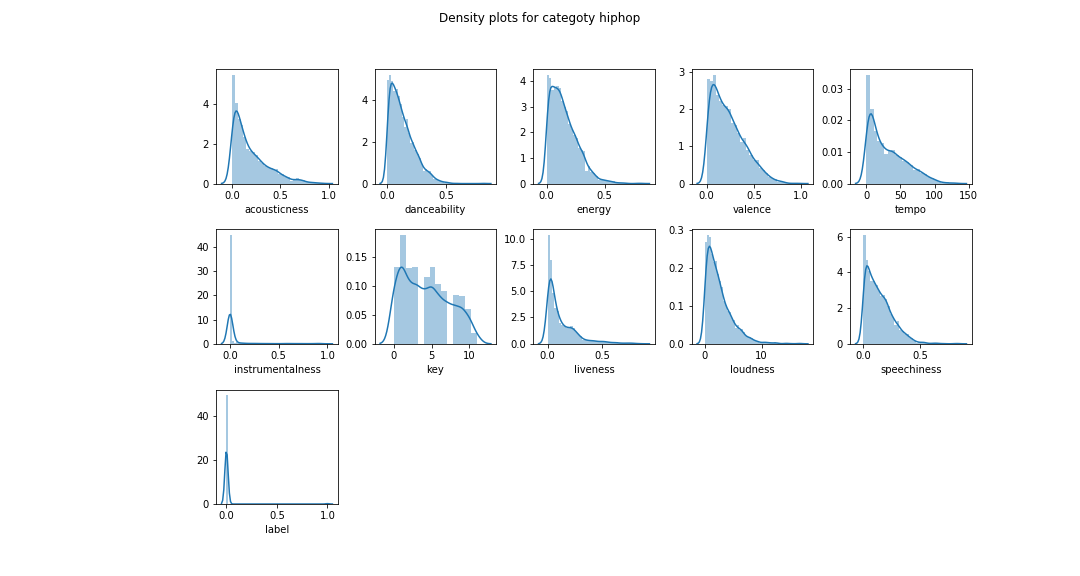 Density plots for categoty hiphop
0 2 4
0.0 0.5 1.0
acousticness
0 2 4
0.0 0.5
danceability
0 1 2 3 4
0.0 0.5
energy
0 1 2 3
0.0 0.5 1.0
valence
0.00 0.01 0.02 0.03
0 50 100 150
tempo
0 10 20 30 40
0.0 0.5 1.0
instrumentalness
0.00 0.05 0.10 0.15
0 5 10
key
0.0 2.5 5.0 7.5 10.0
0.0 0.5
liveness
0.0 0.1 0.2 0.3
0 10
loudness
0 2 4 6
0.0 0.5
speechiness
0 20 40
0.0 0.5 1.0
label